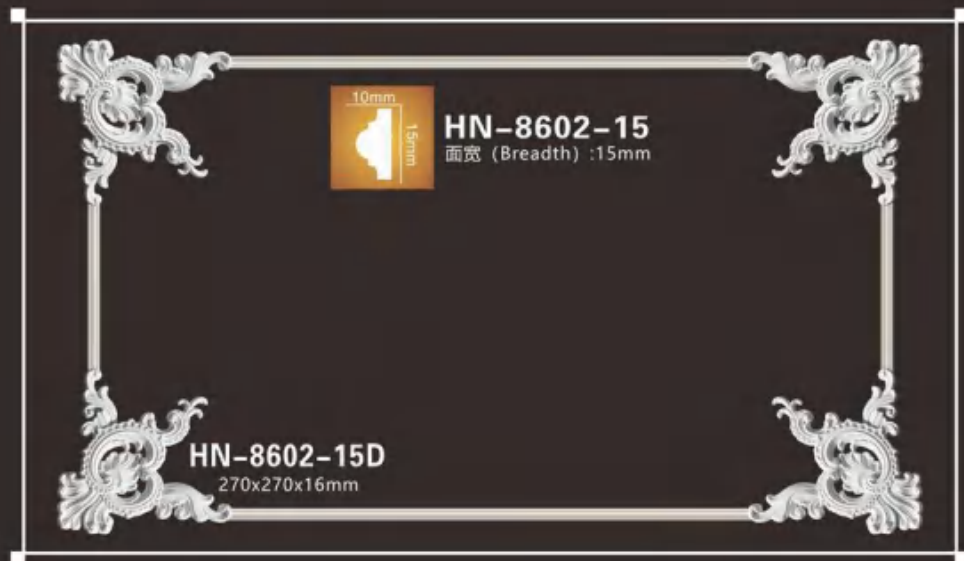 10mm
15mm
HN-8602-15
面宽 (Breadth) :15mm
HN-8602-15D
270x270x16mm